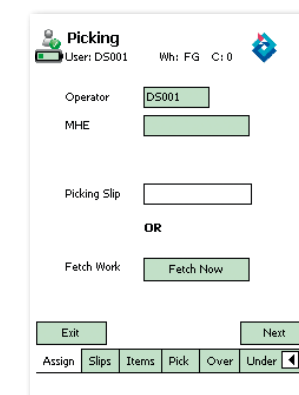 Picking
User: DS001 Wh: FG C: 0
Operator DS001
MHE
Picking Slip
OR
Fetch Work Fetch Now
Exit Next
Assign Slips Items Pick Over Under